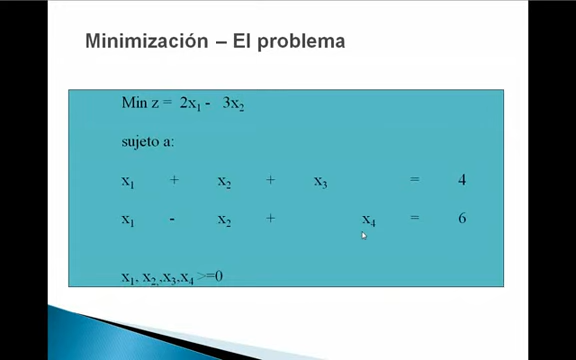 Minimización – El problema
Min z = 2x₁ - 3x₂
sujeto a:
x₁ + x₂ + x₃ = 4
x₁ - x₂ + x₄ = 6
x₁, x₂,,x₃,x₄ >=0